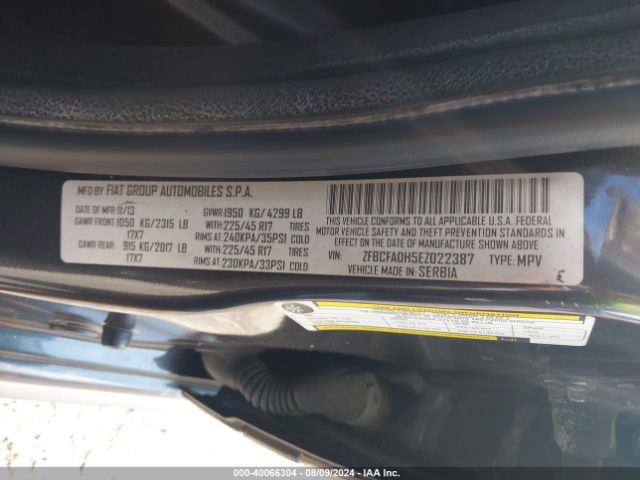 MFD BY FIAT GROUP AUTOMOBILES S.P.A.
DATE OF MFR: 11/13 GVWR: 1950 KG/4299 LB
GAWR FRONT: 1050 KG/2315 LB WITH: 225/45 R17 TIRES
17X7 RIMS AT: 240KPA/35PSI COLD
GAWR REAR: 915 KG/2017 LB WITH: 225/45 R17 TIRES
17X7 RIMS AT: 230KPA/33PSI COLD
THIS VEHICLE CONFORMS TO ALL APPLICABLE U.S.A. FEDERAL
MOTOR VEHICLE SAFETY, BUMPER, AND THEFT PREVENTION STANDARDS
IN EFFECT ON THE DATE OF MANUFACTURE SHOWN ABOVE.
VIN: ZFBCFADH5EZ022387 TYPE: MPV
VEHICLE MADE IN: SERBIA
000-40066304 | 08/09/2024 | IAA Inc.